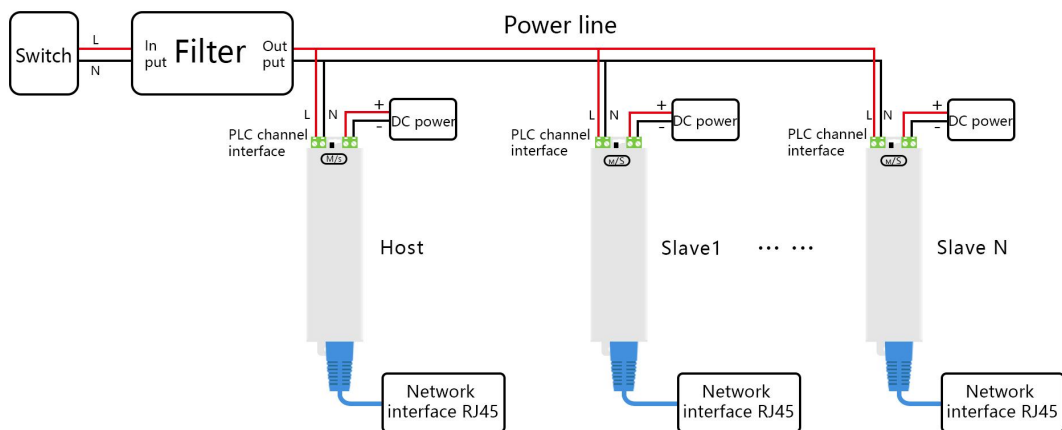 Power line
Switch
L
N
In
put
Filter
Out
put
L
N
+
-
DC power
PLC channel
interface
M/s
Host
Network
interface RJ45
L
N
+
-
DC power
PLC channel
interface
M/S
Slave1
... ...
Network
interface RJ45
L
N
+
-
DC power
PLC channel
interface
M/S
Slave N
Network
interface RJ45